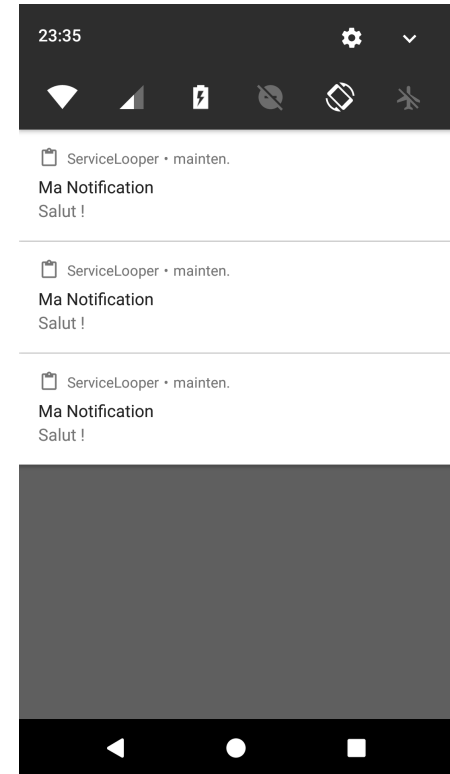 23:35
ServiceLooper • mainten.
Ma Notification
Salut !
ServiceLooper • mainten.
Ma Notification
Salut !
ServiceLooper • mainten.
Ma Notification
Salut !